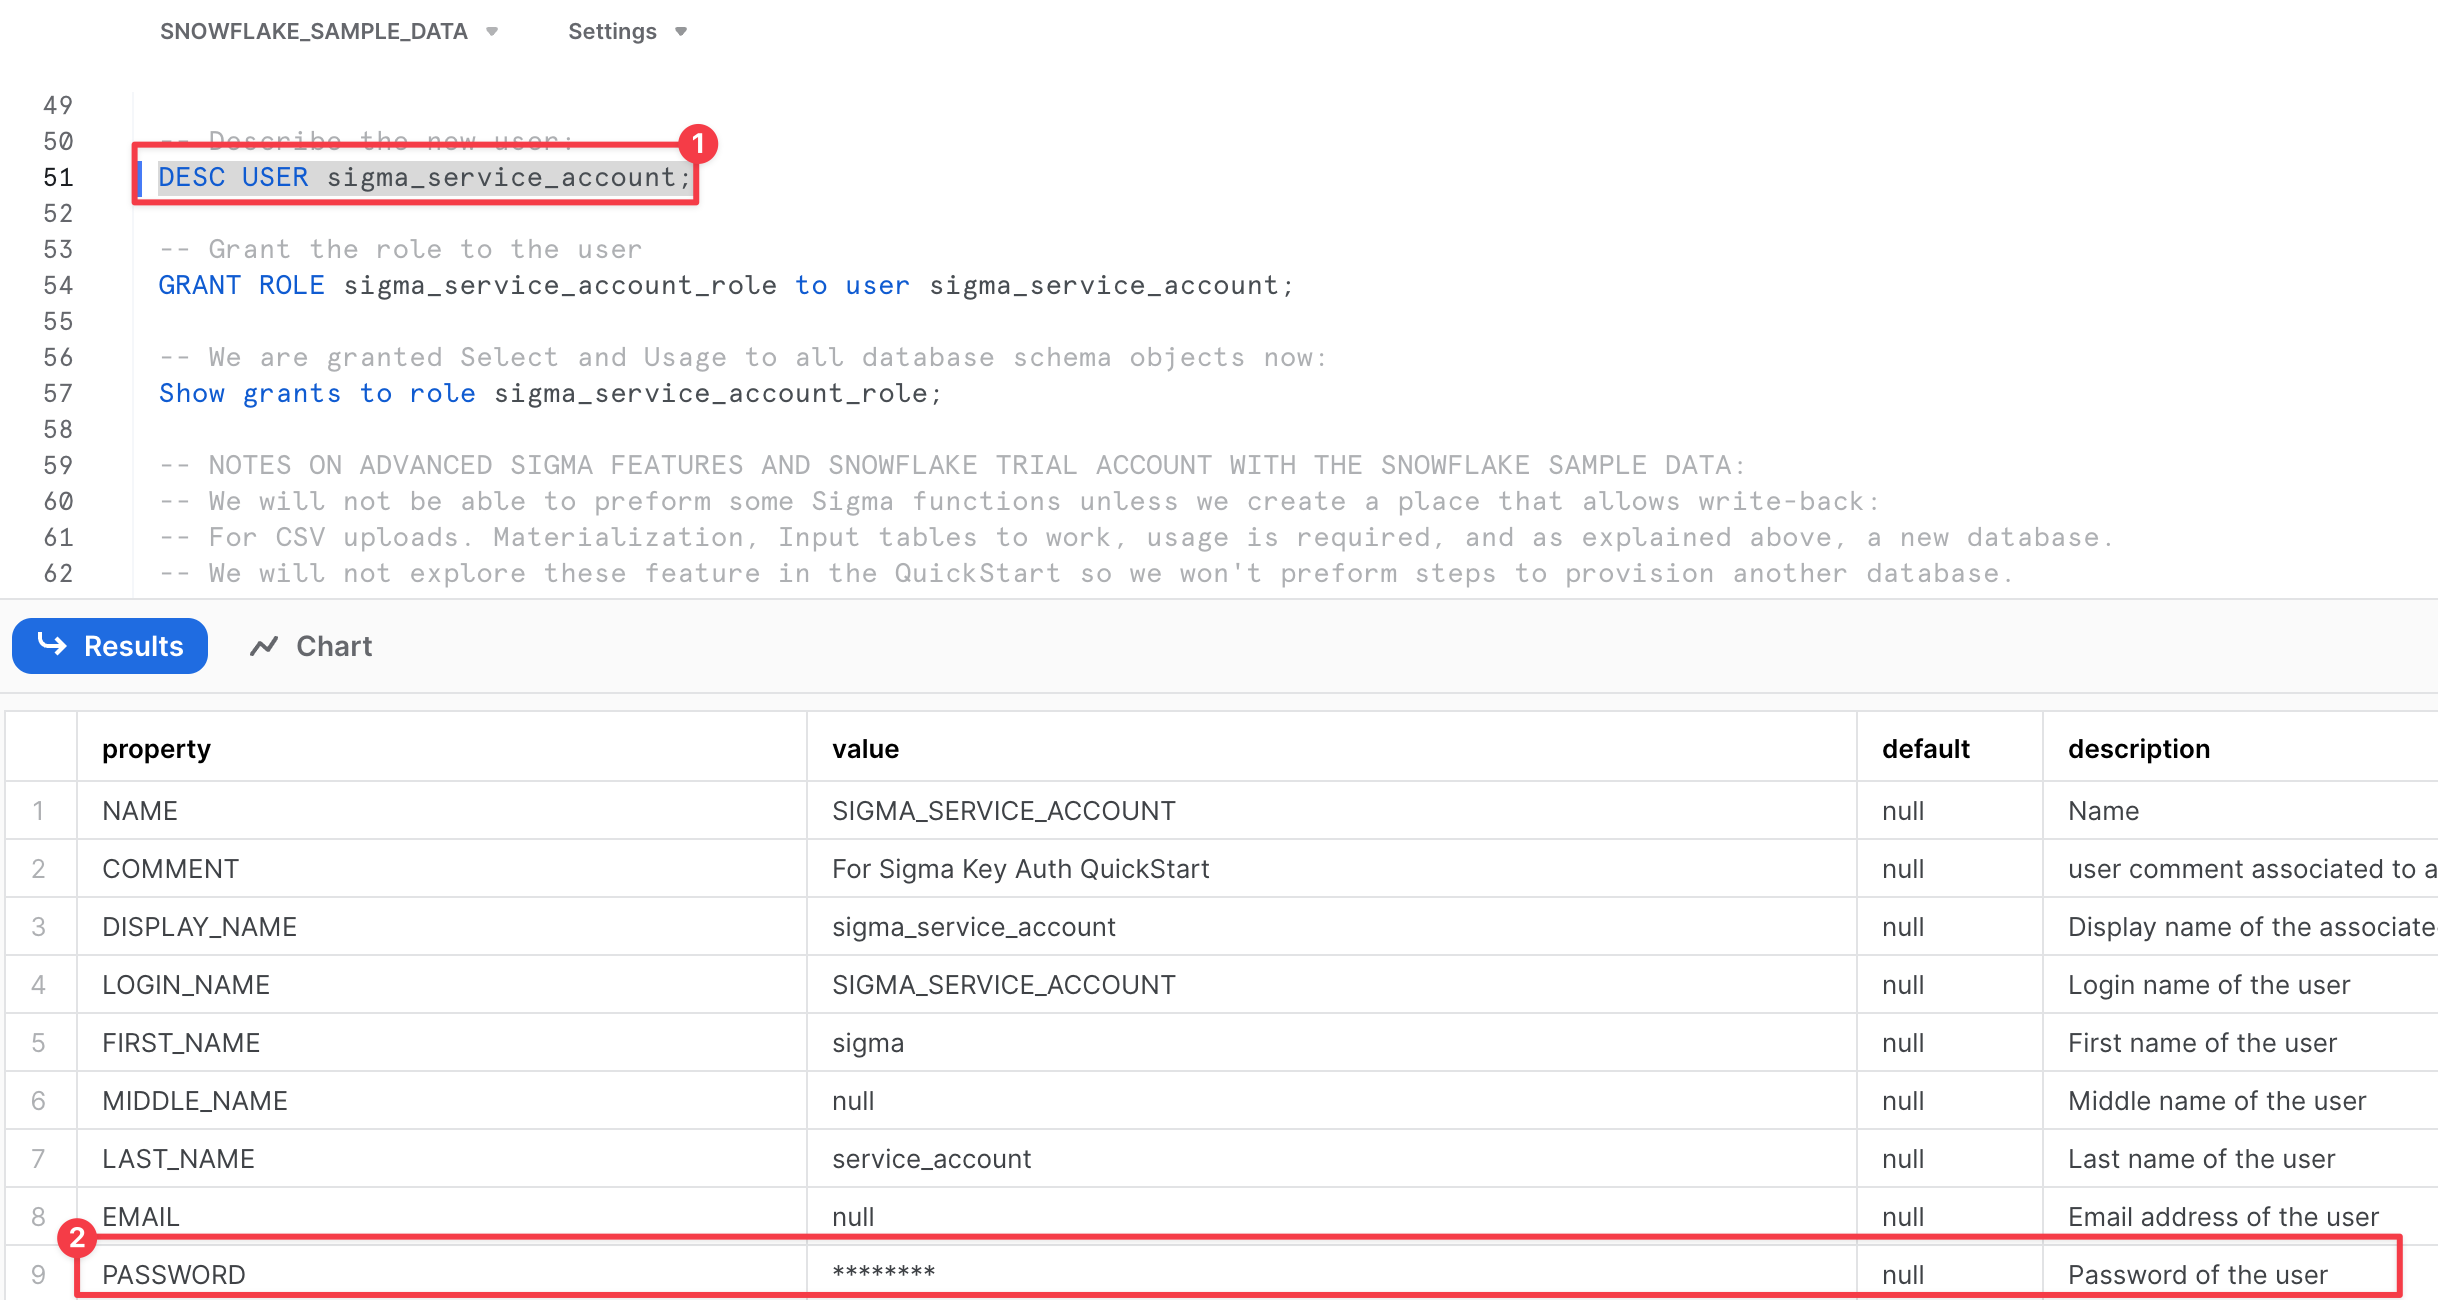 SNOWFLAKE_SAMPLE_DATA Settings
49
50 -- Describe the new user:
1
51 DESC USER sigma_service_account;
52
53 -- Grant the role to the user
54 GRANT ROLE sigma_service_account_role to user sigma_service_account;
55
56 -- We are granted Select and Usage to all database schema objects now:
57 Show grants to role sigma_service_account_role;
58
59 -- NOTES ON ADVANCED SIGMA FEATURES AND SNOWFLAKE TRIAL ACCOUNT WITH THE SNOWFLAKE SAMPLE DATA:
60 -- We will not be able to preform some Sigma functions unless we create a place that allows write-back:
61 -- For CSV uploads. Materialization, Input tables to work, usage is required, and as explained above, a new database.
62 -- We will not explore these feature in the QuickStart so we won't preform steps to provision another database.
Results Chart
property value default description
1 NAME SIGMA_SERVICE_ACCOUNT null Name
2 COMMENT For Sigma Key Auth QuickStart null user comment associated to a
3 DISPLAY_NAME sigma_service_account null Display name of the associate
4 LOGIN_NAME SIGMA_SERVICE_ACCOUNT null Login name of the user
5 FIRST_NAME sigma null First name of the user
6 MIDDLE_NAME null null Middle name of the user
7 LAST_NAME service_account null Last name of the user
8 EMAIL null null Email address of the user
2
9 PASSWORD ******** null Password of the user